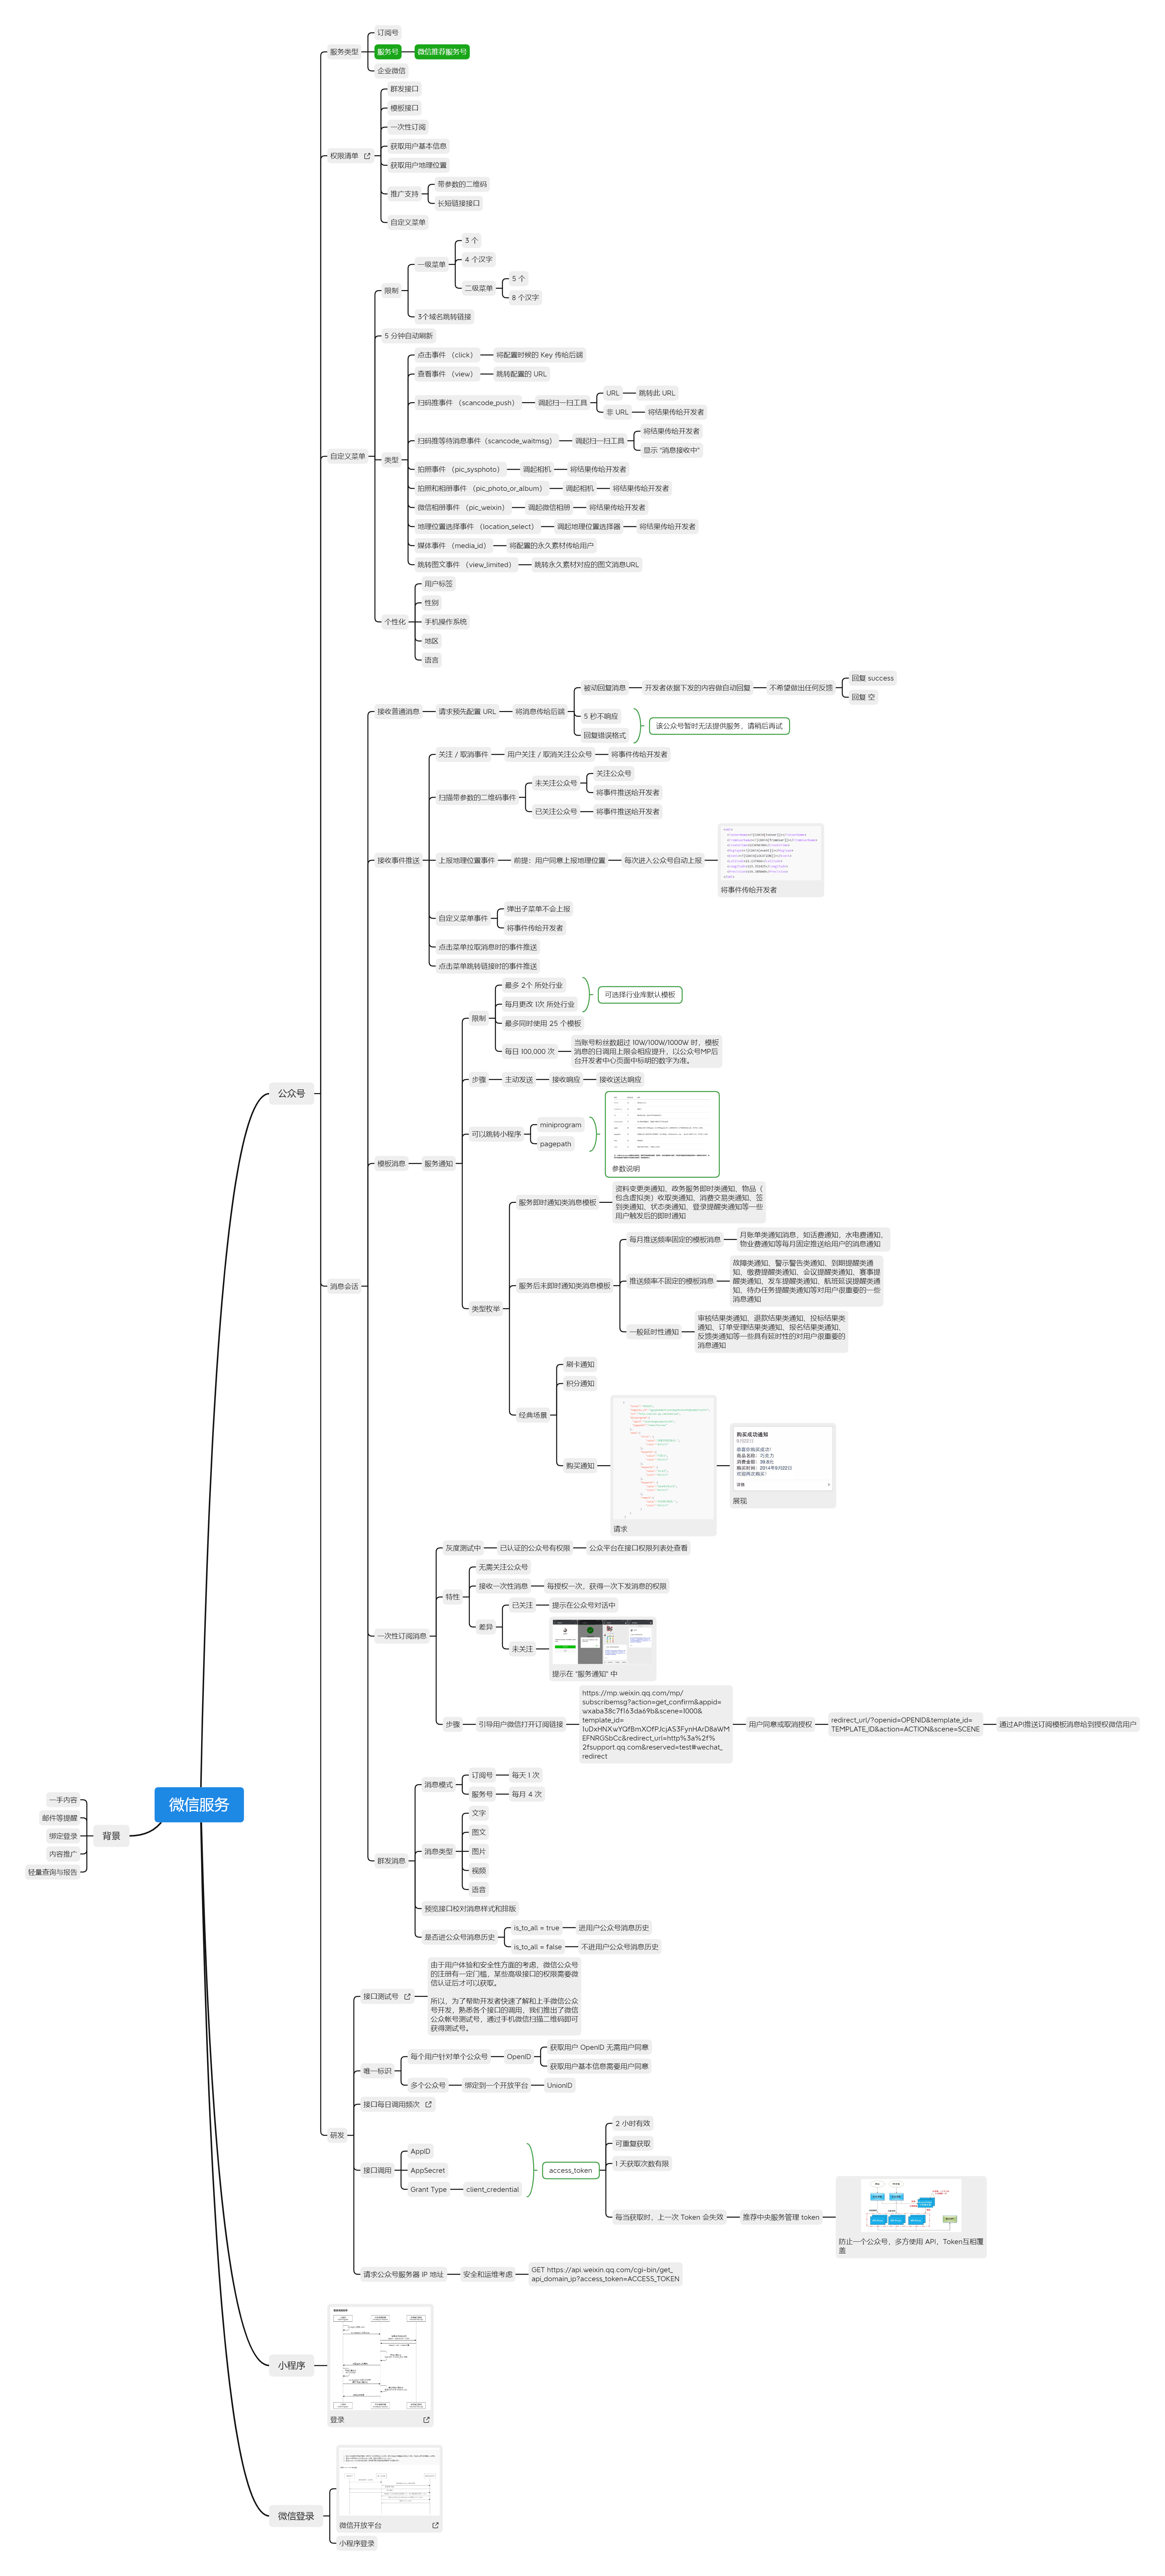 微信服务
背景
一手内容
邮件等提醒
绑定登录
内容推广
轻量查询与报告
公众号
服务类型
订阅号
服务号
微信推荐服务号
企业微信
权限清单
群发接口
模板接口
一次性订阅
获取用户基本信息
获取用户地理位置
推广支持
带参数的二维码
长短链接接口
自定义菜单
自定义菜单
限制
一级菜单
3 个
4 个汉字
二级菜单
5 个
8 个汉字
3个域名跳转链接
5 分钟自动刷新
类型
点击事件 （click）
将配置时候的 Key 传给后端
查看事件 （view）
跳转配置的 URL
扫码推事件 （scancode_push）
调起扫一扫工具
URL
跳转此 URL
非 URL
将结果传给开发者
扫码推等待消息事件（scancode_waitmsg）
调起扫一扫工具
将结果传给开发者
显示 "消息接收中"
拍照事件 （pic_sysphoto）
调起相机
将结果传给开发者
拍照和相册事件 （pic_photo_or_album）
调起相机
将结果传给开发者
微信相册事件 （pic_weixin）
调起微信相册
将结果传给开发者
地理位置选择事件 （location_select）
调起地理位置选择器
将结果传给开发者
媒体事件 （media_id）
将配置的永久素材传给用户
跳转图文事件 （view_limited）
跳转永久素材对应的图文消息URL
个性化
用户标签
性别
手机操作系统
地区
语言
消息会话
接收普通消息
请求预先配置 URL
将消息传给后端
被动回复消息
开发者依据下发的内容做自动回复
不希望做出任何反馈
回复 success
回复 空
5 秒不响应
回复错误格式
该公众号暂时无法提供服务，请稍后再试
接收事件推送
关注 / 取消事件
用户关注 / 取消关注公众号
将事件传给开发者
扫描带参数的二维码事件
未关注公众号
关注公众号
将事件推送给开发者
已关注公众号
将事件推送给开发者
上报地理位置事件
前提：用户同意上报地理位置
每次进入公众号自动上报
将事件传给开发者
自定义菜单事件
弹出子菜单不会上报
将事件传给开发者
点击菜单拉取消息时的事件推送
点击菜单跳转链接时的事件推送
模板消息
服务通知
限制
最多 2个 所处行业
每月更改 1次 所处行业
可选择行业库默认模板
最多同时使用 25 个模板
每日 100,000 次
当账号粉丝数超过 10W/100W/1000W 时，模板
消息的日调用上限会相应提升，以公众号MP后
台开发者中心页面中标明的数字为准。
步骤
主动发送
接收响应
接收送达响应
可以跳转小程序
miniprogram
pagepath
参数说明
类型枚举
服务即时通知类消息模板
资料变更类通知、政务服务即时类通知、物品（
包含虚拟类）收取类通知、消费交易类通知、签
到类通知、状态类通知、登录提醒类通知等一些
用户触发后的即时通知
服务后未即时通知类消息模板
每月推送频率固定的模板消息
月账单类通知消息，如话费通知、水电费通知、
物业费通知等每月固定推送给用户的消息通知
推送频率不固定的模板消息
故障类通知、警示警告类通知、到期提醒类通
知、缴费提醒类通知、会议提醒类通知、赛事提
醒类通知、发车提醒类通知、航班延误提醒类通
知、待办任务提醒类通知等对用户很重要的一些
消息通知
一般延时性通知
审核结果类通知、退款结果类通知、投标结果类
通知、订单受理结果类通知、报名结果类通知、
反馈类通知等一些具有延时性的对用户很重要的
消息通知
经典场景
刷卡通知
积分通知
购买通知
请求
购买成功通知
恭喜你购买成功！
商品名称：巧克力
消费金额：39.8元
购买时间：2014年9月22日
欢迎再次购买！
详情
展现
一次性订阅消息
灰度测试中
已认证的公众号有权限
公众平台在接口权限列表处查看
特性
无需关注公众号
接收一次性消息
每授权一次，获得一次下发消息的权限
差异
已关注
提示在公众号对话中
未关注
提示在 "服务通知" 中
步骤
引导用户微信打开订阅链接
https://mp.weixin.qq.com/mp/
subscribemsg?action=get_confirm&appid=
wxaba38c7f163da69b&scene=1000&
template_id=
1uDxHNXwYQfBmXOfPJcjAS3FynHArD8aWM
EFNRGSbCc&redirect_url=http%3a%2f%
2fsupport.qq.com&reserved=test#wechat_
redirect
用户同意或取消授权
redirect_url/?openid=OPENID&template_id=
TEMPLATE_ID&action=ACTION&scene=SCENE
通过API推送订阅模板消息给到授权微信用户
群发消息
消息模式
订阅号
每天 1 次
服务号
每月 4 次
消息类型
文字
图文
图片
视频
语音
预览接口校对消息样式和排版
是否进公众号消息历史
is_to_all = true
进用户公众号消息历史
is_to_all = false
不进用户公众号消息历史
研发
接口测试号
由于用户体验和安全性方面的考虑，微信公众号
的注册有一定门槛，某些高级接口的权限需要微
信认证后才可以获取。
所以，为了帮助开发者快速了解和上手微信公众
号开发，熟悉各个接口的调用，我们推出了微信
公众帐号测试号，通过手机微信扫描二维码即可
获得测试号。
唯一标识
每个用户针对单个公众号
OpenID
获取用户 OpenID 无需用户同意
获取用户基本信息需要用户同意
多个公众号
绑定到一个开放平台
UnionID
接口每日调用频次
接口调用
AppID
AppSecret
Grant Type
client_credential
access_token
2 小时有效
可重复获取
1 天获取次数有限
每当获取时，上一次 Token 会失效
推荐中央服务管理 token
防止一个公众号，多方使用 API，Token互相覆
盖
请求公众号服务器 IP 地址
安全和运维考虑
GET https://api.weixin.qq.com/cgi-bin/get_
api_domain_ip?access_token=ACCESS_TOKEN
小程序
登录
微信登录
微信开放平台
小程序登录